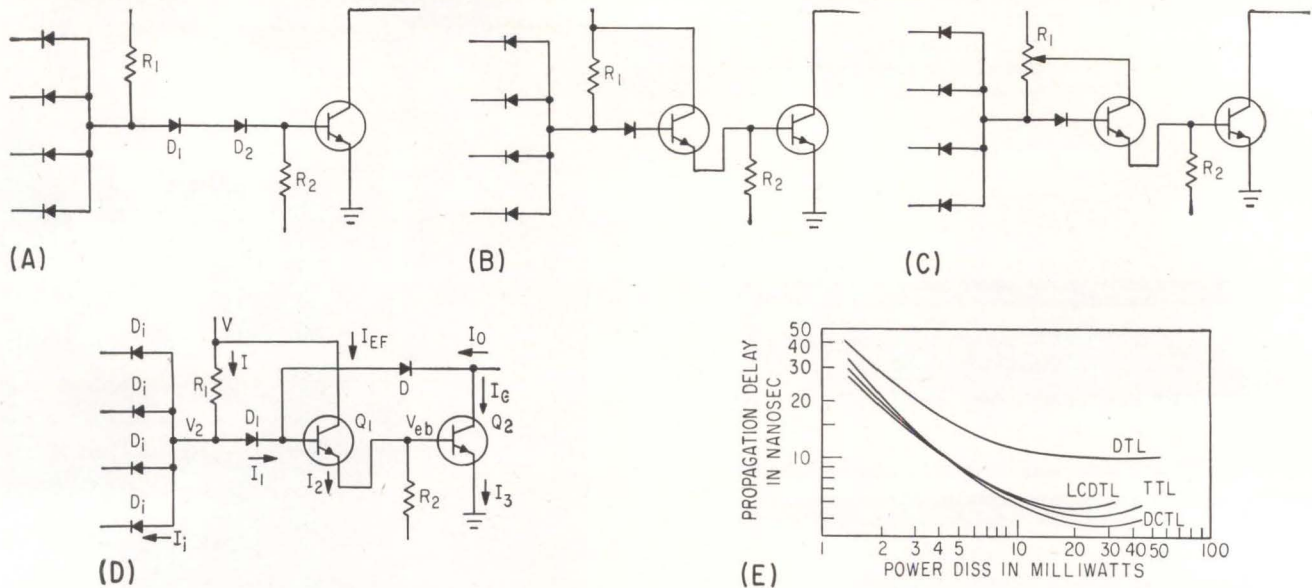 R1
D1
D2
R2
(A)
R1
R2
(B)
R1
R2
(C)
Di
V
I
IEF
IO
Di
R1
D
IG
Di
V2
D1
Q1
Veb
Q2
I1
I2
R2
I3
Di
Ii
(D)
PROPAGATION DELAY
IN NANOSEC
50
40
30
20
10
DTL
LCDTL
TTL
DCTL
1
2
3
4
5
10
20
30
40
50
100
POWER DISS IN MILLIWATTS
(E)